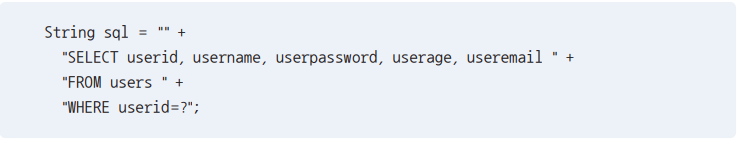 String sql = "" +
"SELECT userid, username, userpassword, userage, useremail " +
"FROM users " +
"WHERE userid=?";